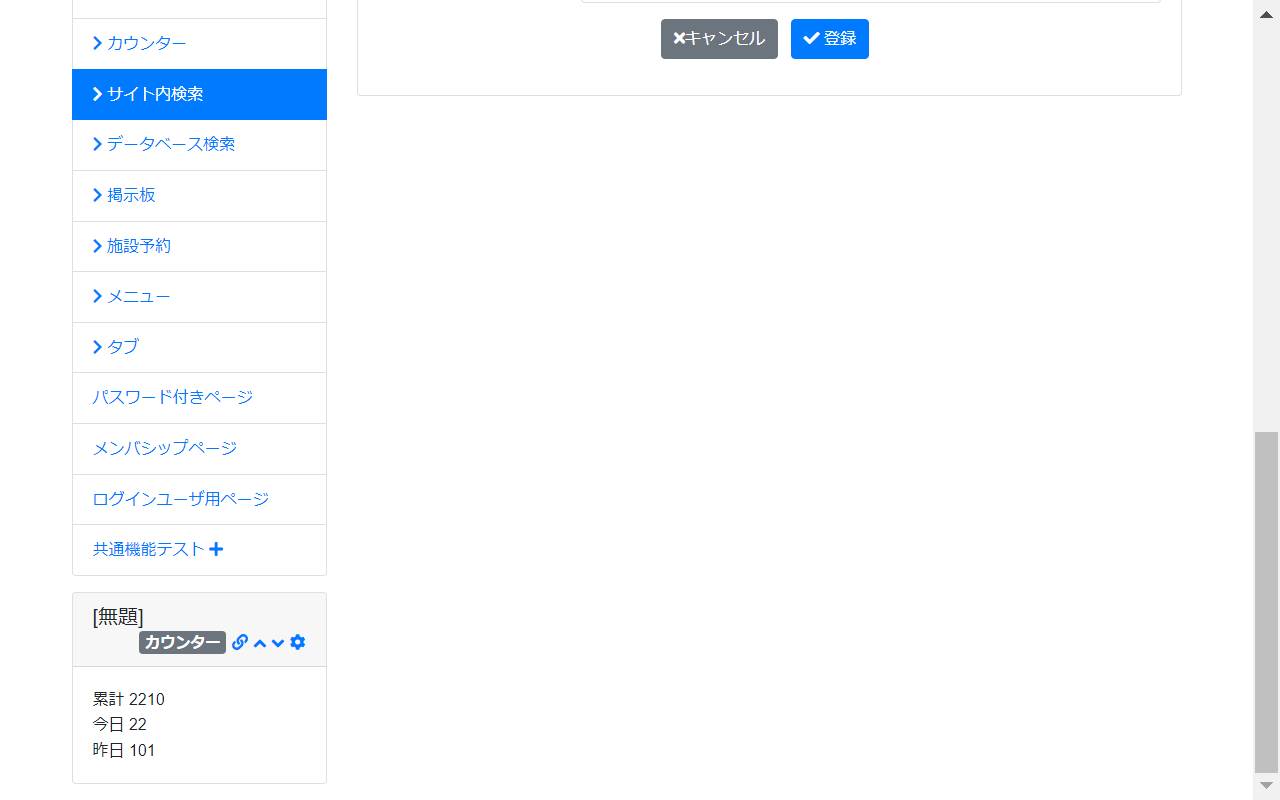 カウンター
サイト内検索
データベース検索
掲示板
施設予約
メニュー
タブ
パスワード付きページ
メンバシップページ
ログインユーザ用ページ
共通機能テスト
[無題]
カウンター
累計 2210
今日 22
昨日 101
キャンセル 登録